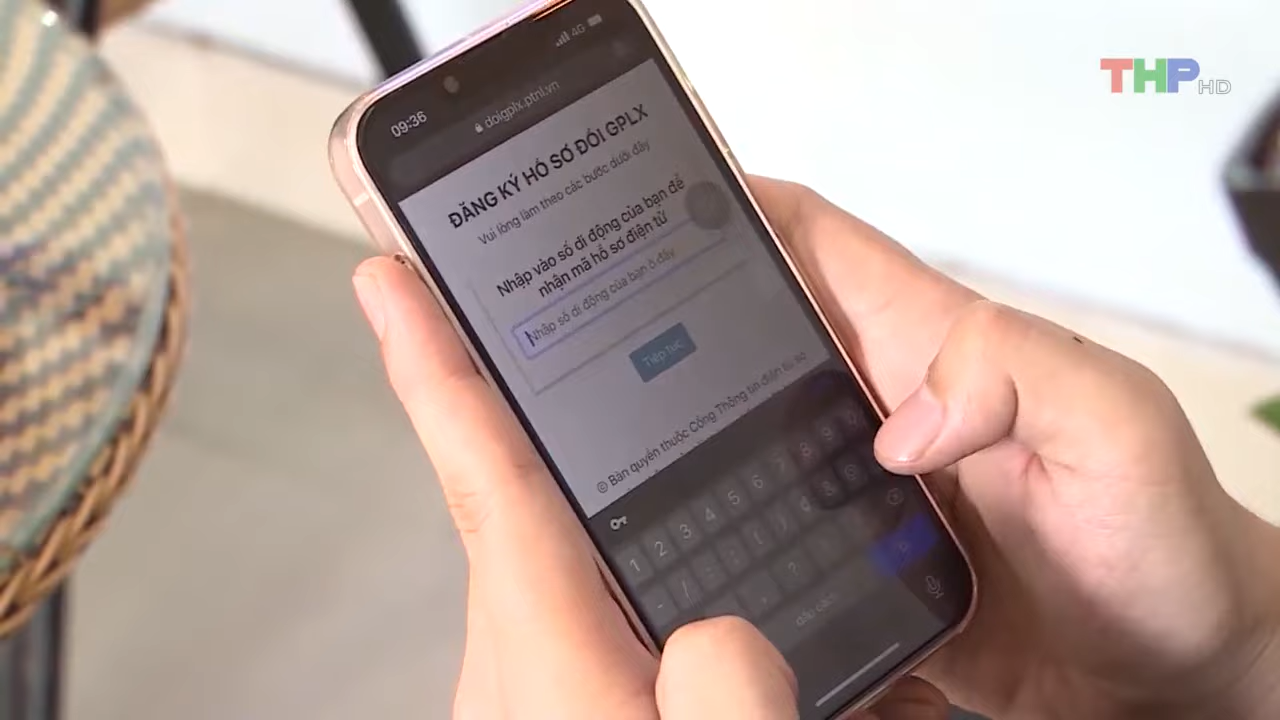 THP HD
4G
09:36
doigplx.ptnl.vn
ĐĂNG KÝ HỒ SƠ ĐỔI GPLX
Vui lòng làm theo các bước dưới đây
Nhập vào số di động của bạn để
nhận mã hồ sơ điện tử
Nhập số di động của bạn ở đây
Tiếp tục
© Bản quyền thuộc Cổng Thông tin điện tử sở
1 2 3 4 5 6 7 8 9 0
- / : ; ( ) đ & @
. , ?
dấu cách